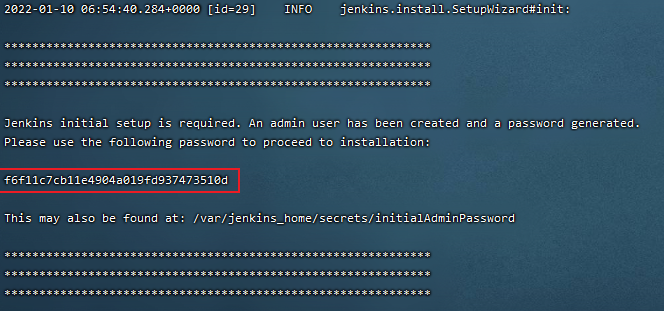 2022-01-10 06:54:40.284+0000 [id=29]    INFO    jenkins.install.SetupWizard#init:
*************************************************************
*************************************************************
*************************************************************
Jenkins initial setup is required. An admin user has been created and a password generated.
Please use the following password to proceed to installation:
f6f11c7cb11e4904a019fd937473510d
This may also be found at: /var/jenkins_home/secrets/initialAdminPassword
*************************************************************
*************************************************************
*************************************************************